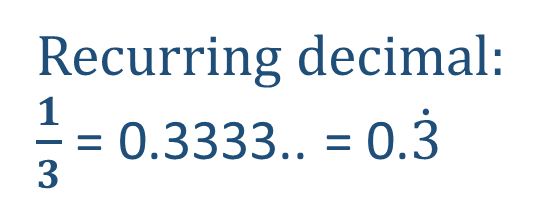 Recurring decimal:
1/3 = 0.3333.. = 0.3̇